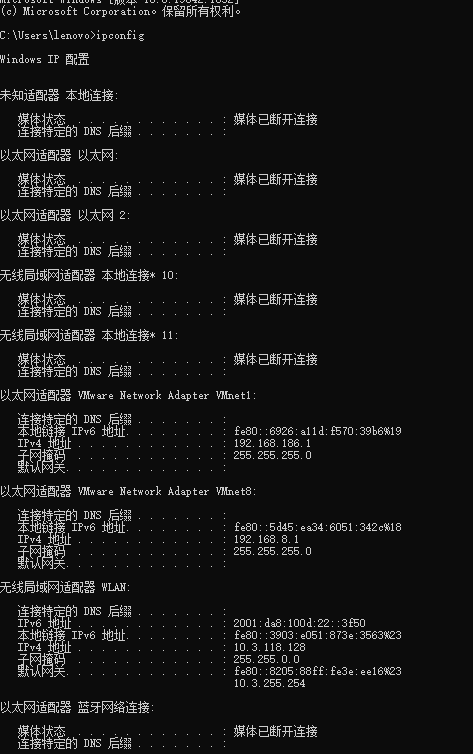 (c) Microsoft Corporation。保留所有权利。
C:\Users\lenovo>ipconfig
Windows IP 配置
未知适配器 本地连接:
媒体状态 . . . . . . . . . . . . : 媒体已断开连接
连接特定的 DNS 后缀 . . . . . . . :
以太网适配器 以太网:
媒体状态 . . . . . . . . . . . . : 媒体已断开连接
连接特定的 DNS 后缀 . . . . . . . :
以太网适配器 以太网 2:
媒体状态 . . . . . . . . . . . . : 媒体已断开连接
连接特定的 DNS 后缀 . . . . . . . :
无线局域网适配器 本地连接* 10:
媒体状态 . . . . . . . . . . . . : 媒体已断开连接
连接特定的 DNS 后缀 . . . . . . . :
无线局域网适配器 本地连接* 11:
媒体状态 . . . . . . . . . . . . : 媒体已断开连接
连接特定的 DNS 后缀 . . . . . . . :
以太网适配器 VMware Network Adapter VMnet1:
连接特定的 DNS 后缀 . . . . . . . :
本地链接 IPv6 地址. . . . . . . . : fe80::6926:a11d:f570:39b6%19
IPv4 地址 . . . . . . . . . . . . : 192.168.186.1
子网掩码 . . . . . . . . . . . . : 255.255.255.0
默认网关. . . . . . . . . . . . . :
以太网适配器 VMware Network Adapter VMnet8:
连接特定的 DNS 后缀 . . . . . . . :
本地链接 IPv6 地址. . . . . . . . : fe80::5d45:ea34:6051:342c%18
IPv4 地址 . . . . . . . . . . . . : 192.168.8.1
子网掩码 . . . . . . . . . . . . : 255.255.255.0
默认网关. . . . . . . . . . . . . :
无线局域网适配器 WLAN:
连接特定的 DNS 后缀 . . . . . . . :
IPv6 地址 . . . . . . . . . . . . : 2001:da8:100d:22::3f50
本地链接 IPv6 地址. . . . . . . . : fe80::3903:e051:873e:3563%23
IPv4 地址 . . . . . . . . . . . . : 10.3.118.128
子网掩码 . . . . . . . . . . . . : 255.255.0.0
默认网关. . . . . . . . . . . . . : fe80::8205:88ff:fe3e:ee16%23
10.3.255.254
以太网适配器 蓝牙网络连接:
媒体状态 . . . . . . . . . . . . : 媒体已断开连接
连接特定的 DNS 后缀 . . . . . . . :